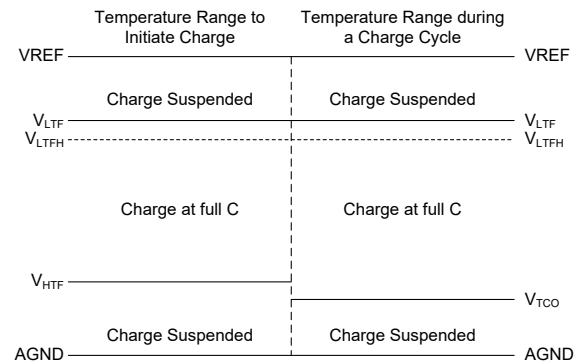 Temperature Range to
Initiate Charge
Temperature Range during
a Charge Cycle
VREF
VREF
Charge Suspended
Charge Suspended
VLTF
VLTF
VLTFH
VLTFH
Charge at full C
Charge at full C
VHTF
VTCO
Charge Suspended
Charge Suspended
AGND
AGND